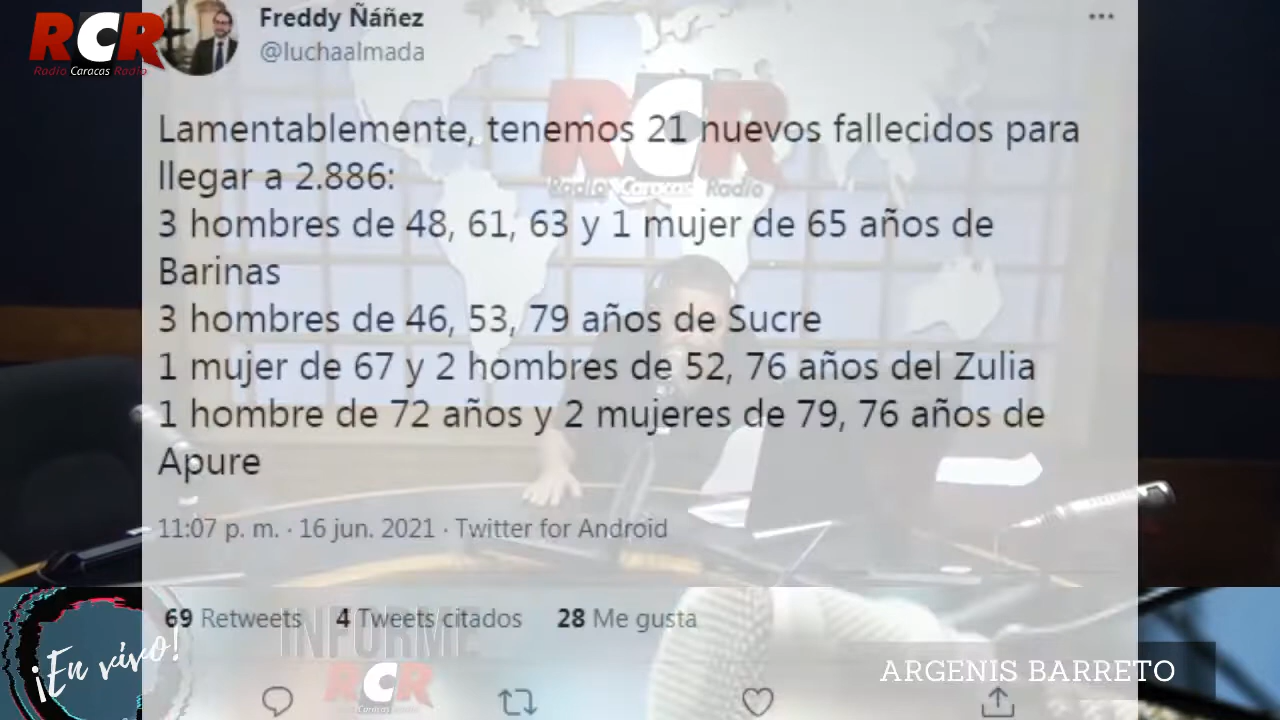 RCR
Radio Caracas Radio
Freddy Ñáñez
@luchaalmada
RCR
Radio Caracas Radio
Lamentablemente, tenemos 21 nuevos fallecidos para
llegar a 2.886:
3 hombres de 48, 61, 63 y 1 mujer de 65 años de
Barinas
3 hombres de 46, 53, 79 años de Sucre
1 mujer de 67 y 2 hombres de 52, 76 años del Zulia
1 hombre de 72 años y 2 mujeres de 79, 76 años de
Apure
11:07 p. m. · 16 jun. 2021 · Twitter for Android
69 Retweets 4 Tweets citados 28 Me gusta
INFORME
RCR
¡En vivo!
ARGENIS BARRETO